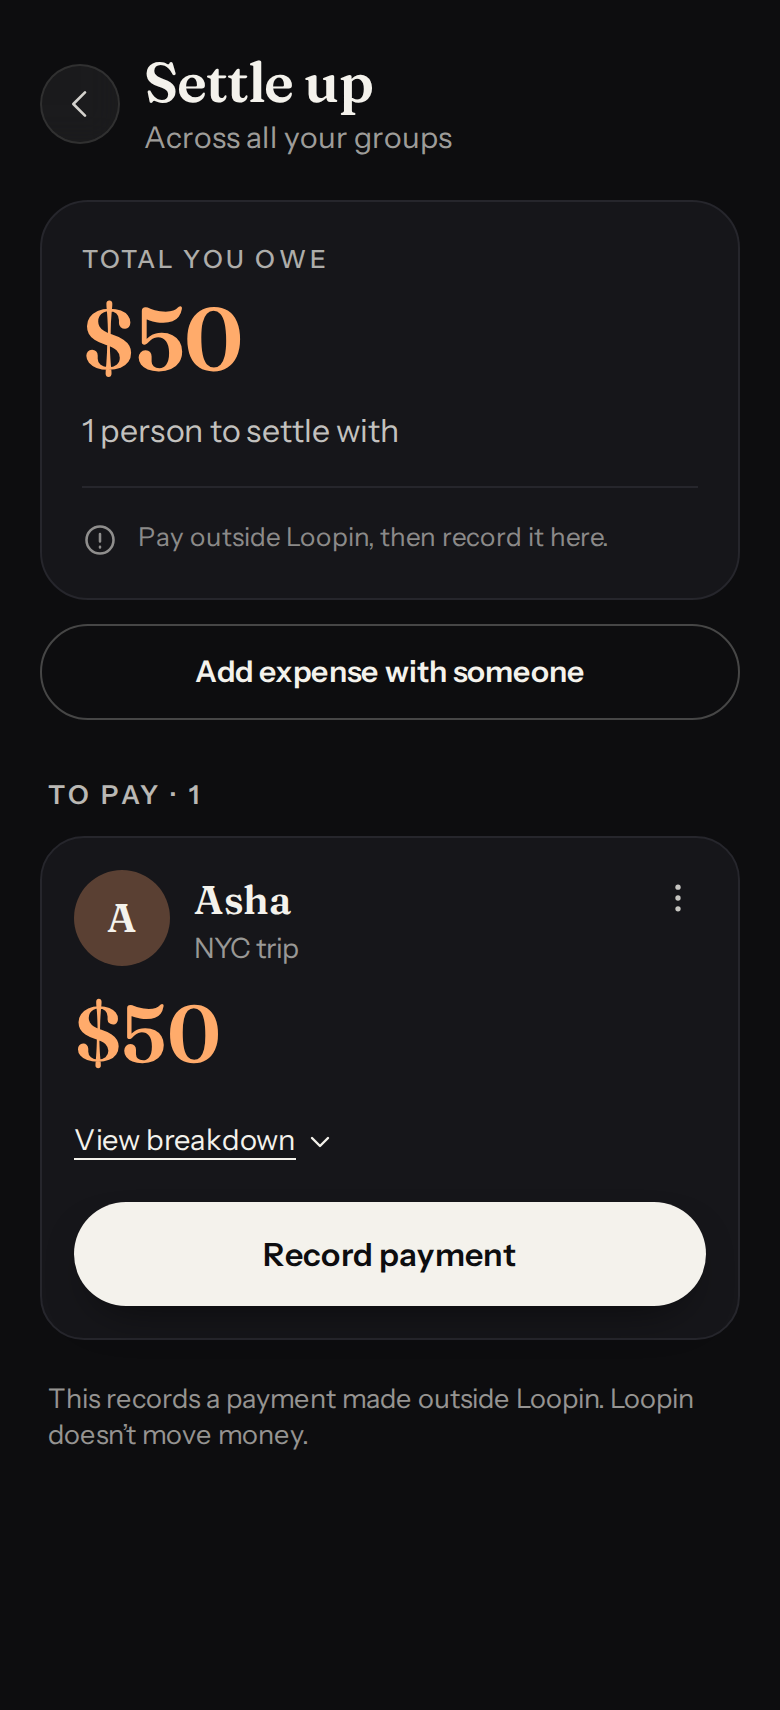 Settle up
Across all your groups
TOTAL YOU OWE
$50
1 person to settle with
Pay outside Loopin, then record it here.
Add expense with someone
TO PAY · 1
A
Asha
NYC trip
$50
View breakdown
Record payment
This records a payment made outside Loopin. Loopin
doesn’t move money.